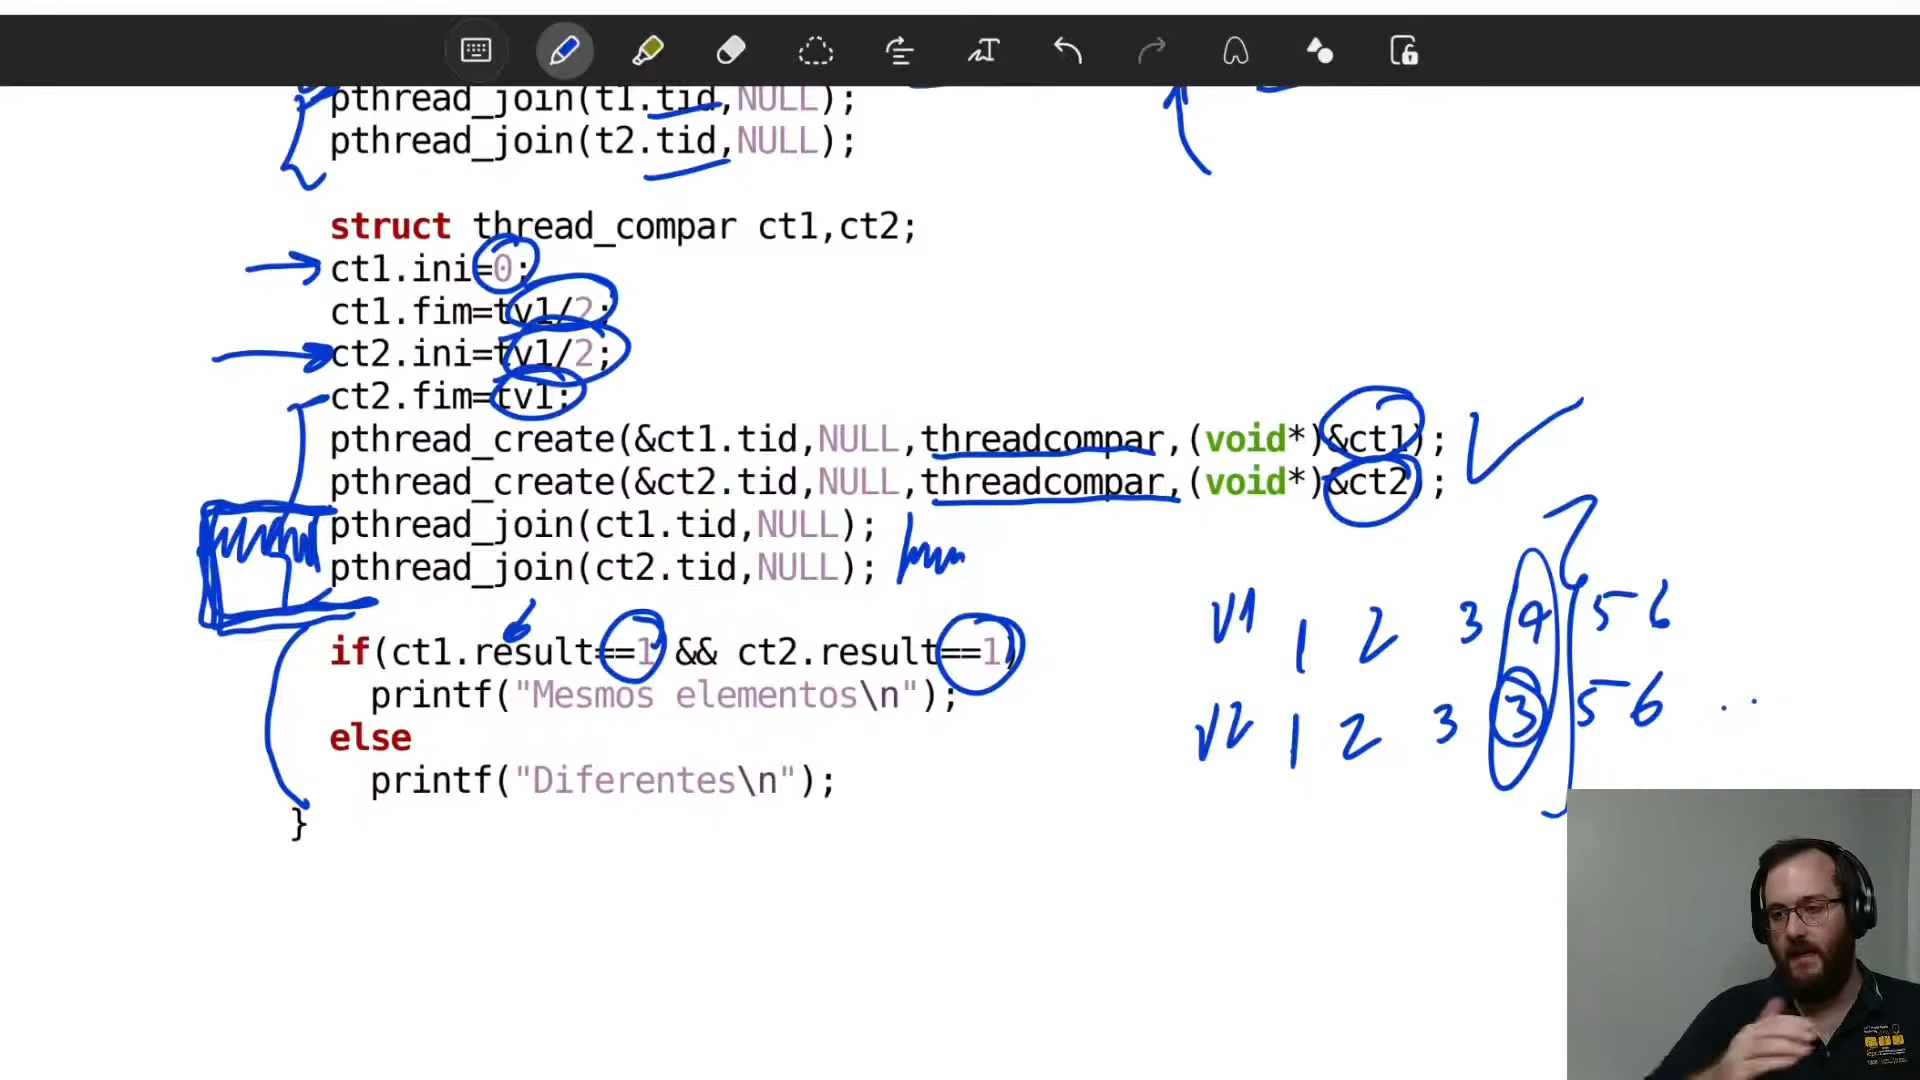 pthread_join(t1.tid,NULL);
pthread_join(t2.tid,NULL);
struct thread_compar ct1,ct2;
ct1.ini=0;
ct1.fim=tv1/2;
ct2.ini=tv1/2;
ct2.fim=tv1;
pthread_create(&ct1.tid,NULL,threadcompar,(void*)&ct1);
pthread_create(&ct2.tid,NULL,threadcompar,(void*)&ct2);
pthread_join(ct1.tid,NULL);
pthread_join(ct2.tid,NULL);
if(ct1.result==1 && ct2.result==1)
printf("Mesmos elementos\n");
else
printf("Diferentes\n");
}
V1 1 2 3 4 5 6
V2 1 2 3 3 5 6 ..